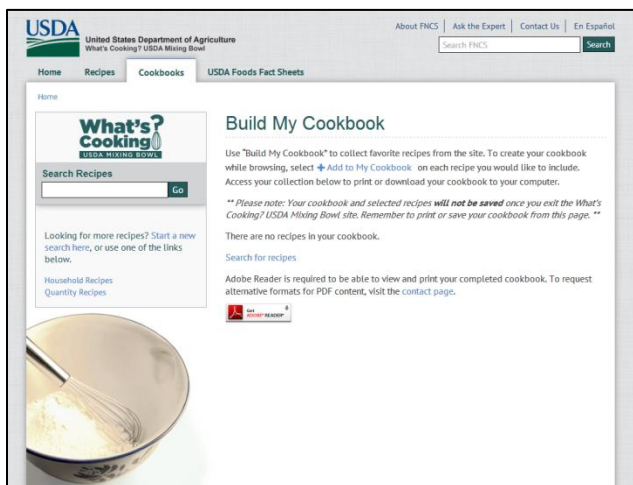 USDA
United States Department of Agriculture
What's Cooking? USDA Mixing Bowl
About FNCS | Ask the Expert | Contact Us | En Español
Search FNCS
Search
Home
Recipes
Cookbooks
USDA Foods Fact Sheets
Home
What's?
Cooking
USDA MIXING BOWL
Search Recipes
Go
Looking for more recipes? Start a new
search here, or use one of the links
below.
Household Recipes
Quantity Recipes
Build My Cookbook
Use "Build My Cookbook" to collect favorite recipes from the site. To create your cookbook
while browsing, select + Add to My Cookbook on each recipe you would like to include.
Access your collection below to print or download your cookbook to your computer.
** Please note: Your cookbook and selected recipes will not be saved once you exit the What's
Cooking? USDA Mixing Bowl site. Remember to print or save your cookbook from this page. **
There are no recipes in your cookbook.
Search for recipes
Adobe Reader is required to be able to view and print your completed cookbook. To request
alternative formats for PDF content, visit the contact page.
Get
ADOBE® READER®